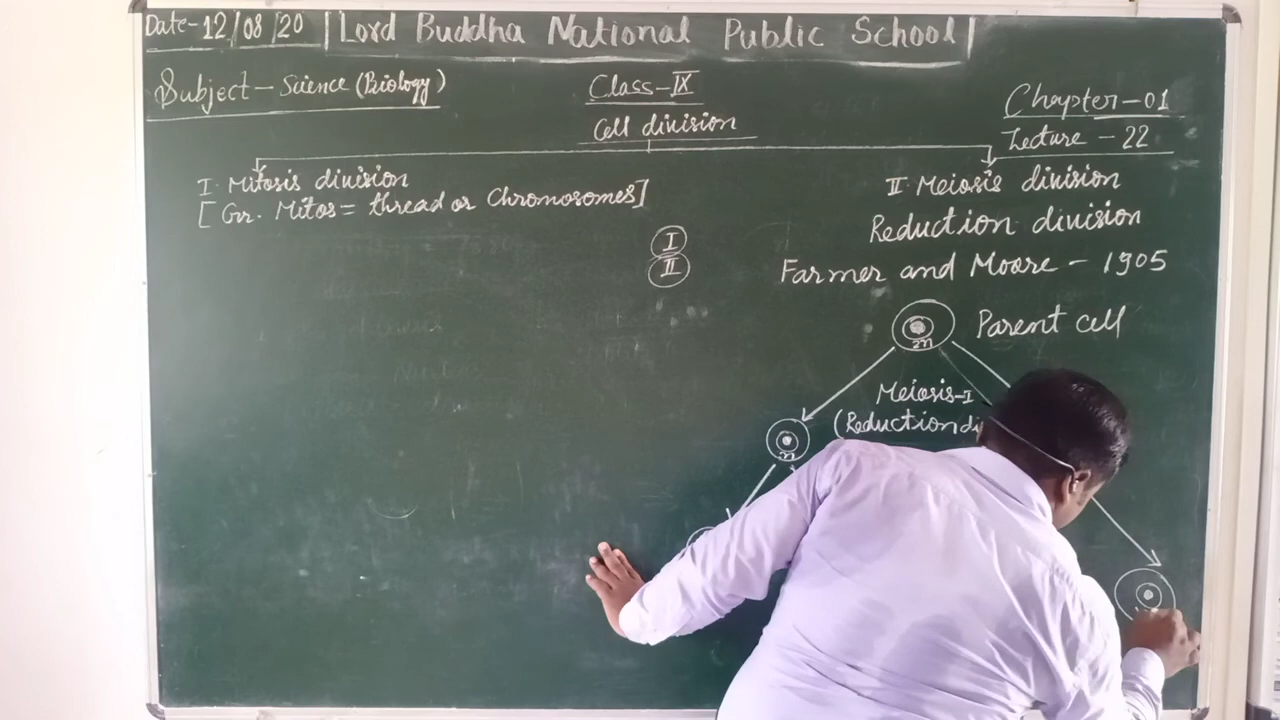 Date-12/08/20 | Lord Buddha National Public School |
Subject - Science (Biology)
Class-IX
Chapter-01
Cell division
Lecture - 22
I. Mitosis division
[Gr. Mitos = thread or Chromosomes]
II. Meiosis division
Reduction division
Farmer and Moore - 1905
I
II
Parent cell
2n
Meiosis-I
(Reduction di
n